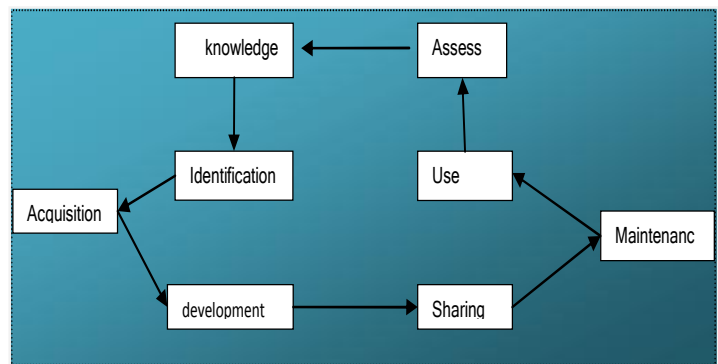 knowledge
Assess
Identification
Use
Acquisition
Maintenanc
development
Sharing